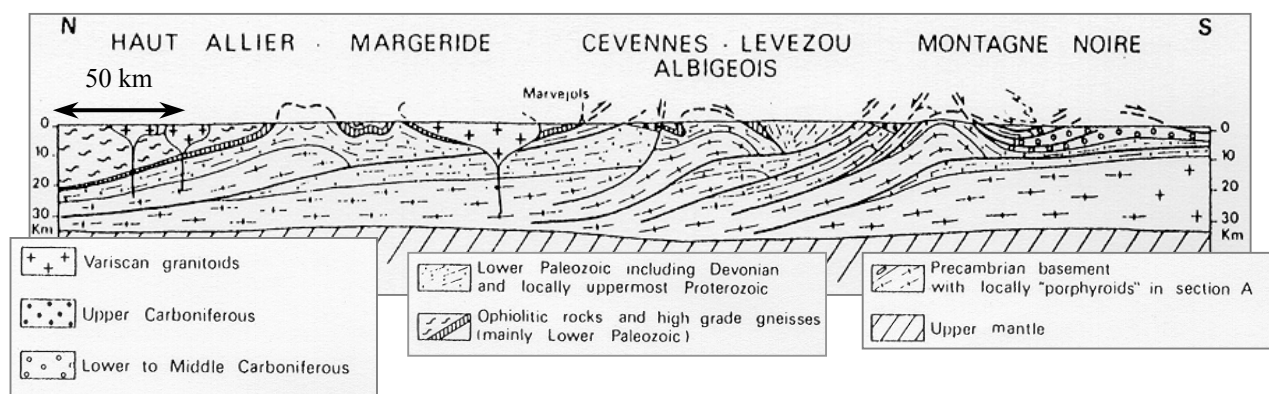 N S
HAUT ALLIER . MARGERIDE CEVENNES - LEVEZOU MONTAGNE NOIRE
ALBIGEOIS
50 km
Marvejols
0 0
10 10
20 20
30 30
Km Km
Variscan granitoids
Upper Carboniferous
Lower to Middle Carboniferous
Lower Paleozoic including Devonian
and locally uppermost Proterozoic
Ophiolitic rocks and high grade gneisses
(mainly Lower Paleozoic)
Precambrian basement
with locally "porphyroids" in section A
Upper mantle